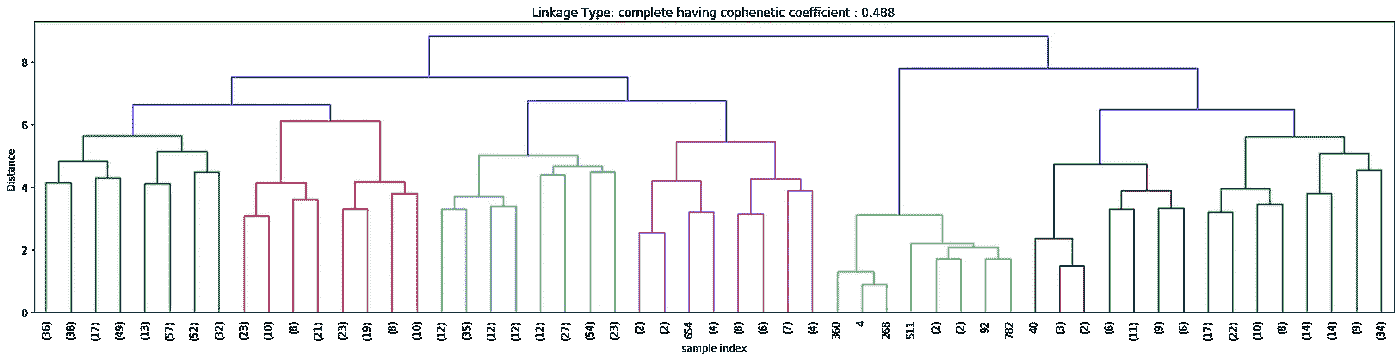 Linkage Type: complete having cophenetic coefficient : 0.488
8
6
4
2
0
Distance
(36) (38) (17) (49) (13) (57) (52) (32) (23) (10) (8) (21) (23) (19) (8) (10) (12) (35) (12) (12) (12) (27) (54) (23) (2) (2) 654 (4) (8) (6) (7) (4) 360 4 268 511 (2) (2) 92 782 40 (3) (2) (6) (11) (9) (6) (17) (22) (10) (8) (14) (14) (9) (34)
sample index